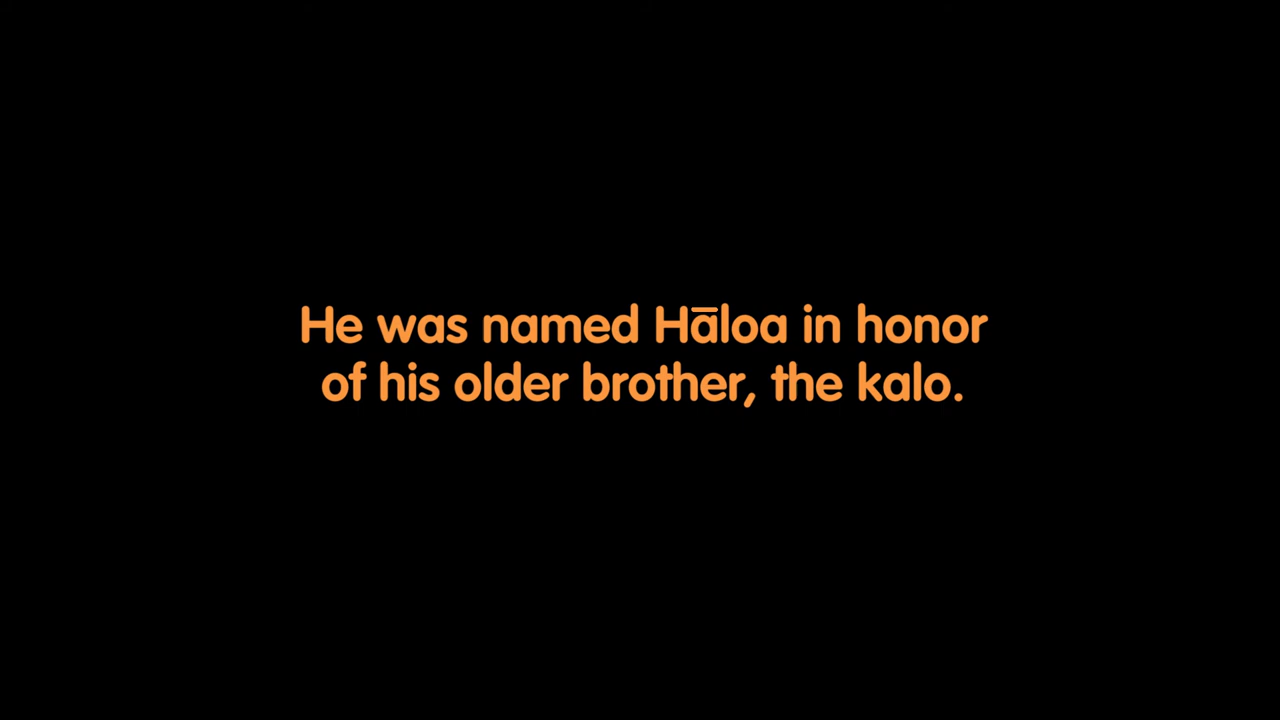 He was named Hāloa in honor
of his older brother, the kalo.